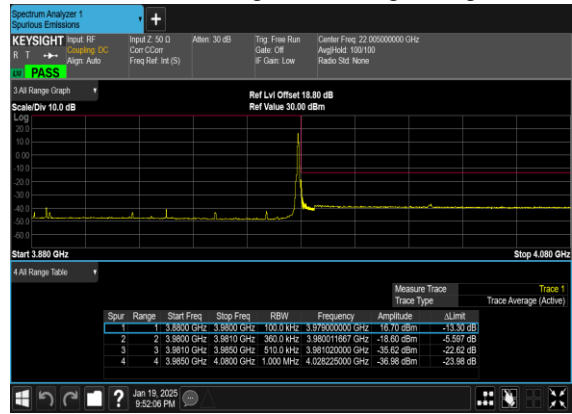 Spectrum Analyzer 1
Spurious Emissions
KEYSIGHT Input: RF Input Z: 50 Ω Atten: 30 dB Trig: Free Run Center Freq: 22.005000000 GHz
R T Coupling: DC Corr CCorr Gate: Off Avg|Hold: 100/100
Align: Auto Freq Ref: Int (S) IF Gain: Low Radio Std: None
PASS
3 All Range Graph
Ref Lvl Offset 18.80 dB
Scale/Div 10.0 dB Ref Value 30.00 dBm
Log
20.0
10.0
0.00
-10.0
-20.0
-30.0
-40.0
-50.0
-60.0
Start 3.880 GHz Stop 4.080 GHz
4 All Range Table
Measure Trace Trace 1
Trace Type Trace Average (Active)
Spur Range Start Freq Stop Freq RBW Frequency Amplitude ΔLimit
1 1 3.8800 GHz 3.9800 GHz 100.0 kHz 3.979000000 GHz 16.70 dBm -13.30 dB
2 2 3.9800 GHz 3.9810 GHz 360.0 kHz 3.980011667 GHz -18.60 dBm -5.597 dB
3 3 3.9810 GHz 3.9850 GHz 510.0 kHz 3.981020000 GHz -35.62 dBm -22.62 dB
4 4 3.9850 GHz 4.0800 GHz 1.000 MHz 4.028225000 GHz -36.98 dBm -23.98 dB
? Jan 19, 2025
9:52:06 PM